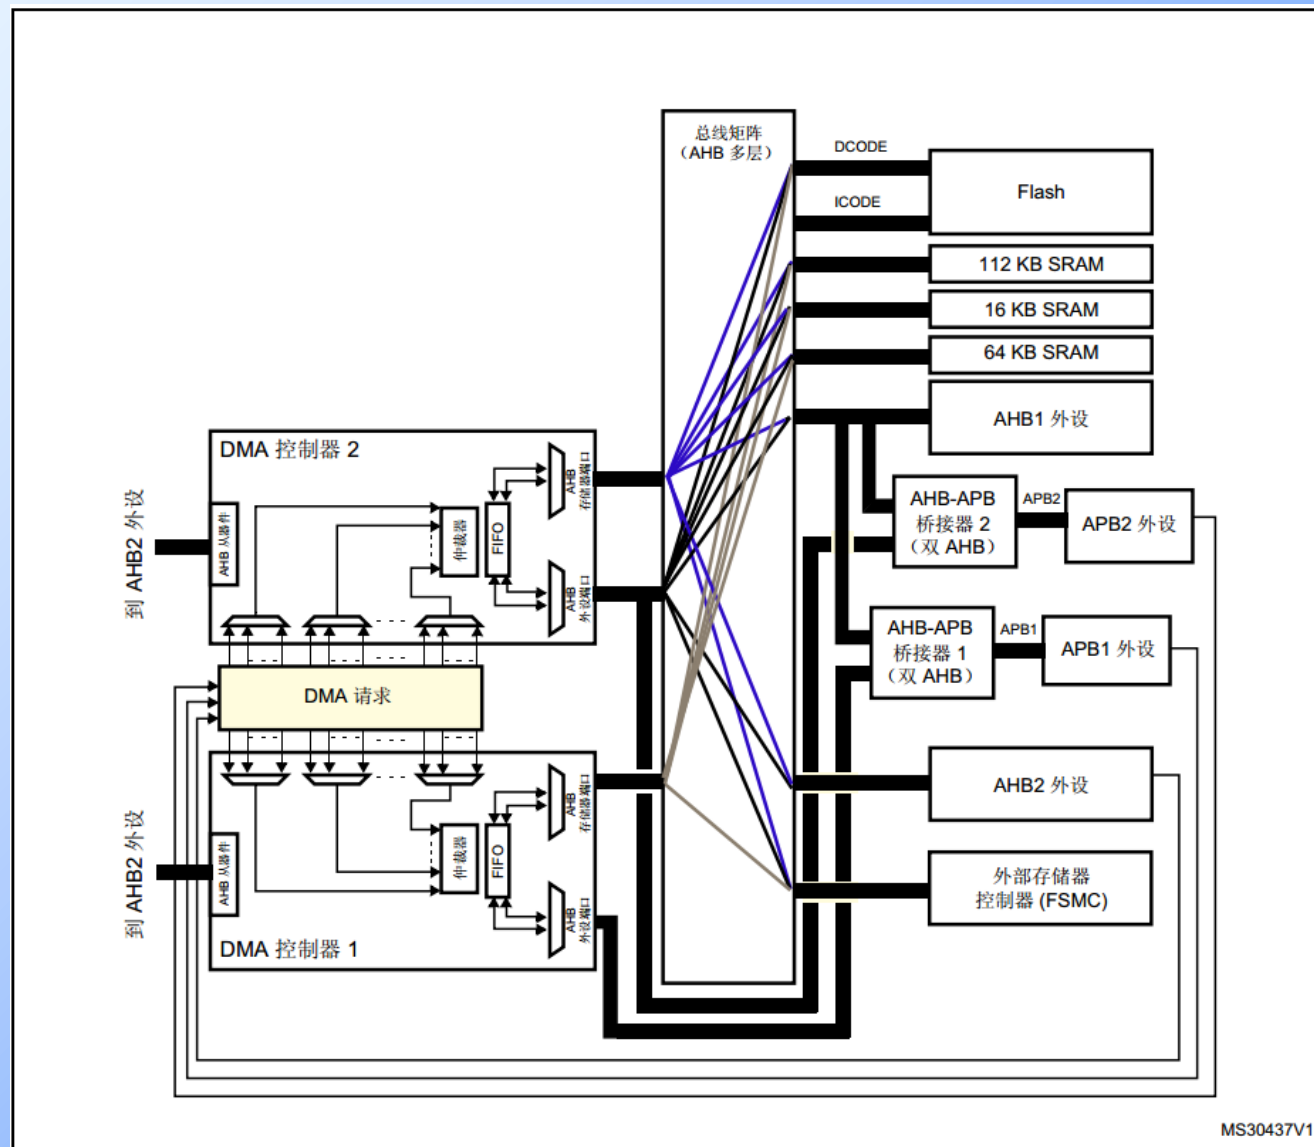 总线矩阵
（AHB 多层）
DCODE
ICODE
Flash
112 KB SRAM
16 KB SRAM
64 KB SRAM
AHB1 外设
DMA 控制器 2
到 AHB2 外设
AHB 从器件
仲裁器
FIFO
AHB
存储器端口
AHB
外设端口
AHB-APB
桥接器 2
（双 AHB）
APB2
APB2 外设
AHB-APB
桥接器 1
（双 AHB）
APB1
APB1 外设
DMA 请求
AHB2 外设
外部存储器
控制器 (FSMC)
到 AHB2 外设
AHB 从器件
仲裁器
FIFO
AHB
存储器端口
AHB
外设端口
DMA 控制器 1
MS30437V1